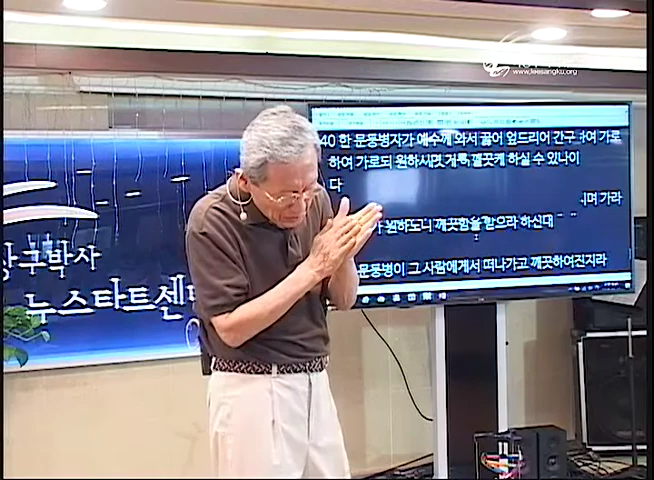 www.leesangku.org
40 한 문둥병자가 예수께 와서 꿇어 엎드리어 간구하여 가로
하여 가로되 원하시면 저를 깨끗케 하실 수 있나이
다
이며 가라
원하노니 깨끗함을 받으라 하신대
문둥병이 그 사람에게서 떠나가고 깨끗하여진지라
상구박사
뉴스타트센